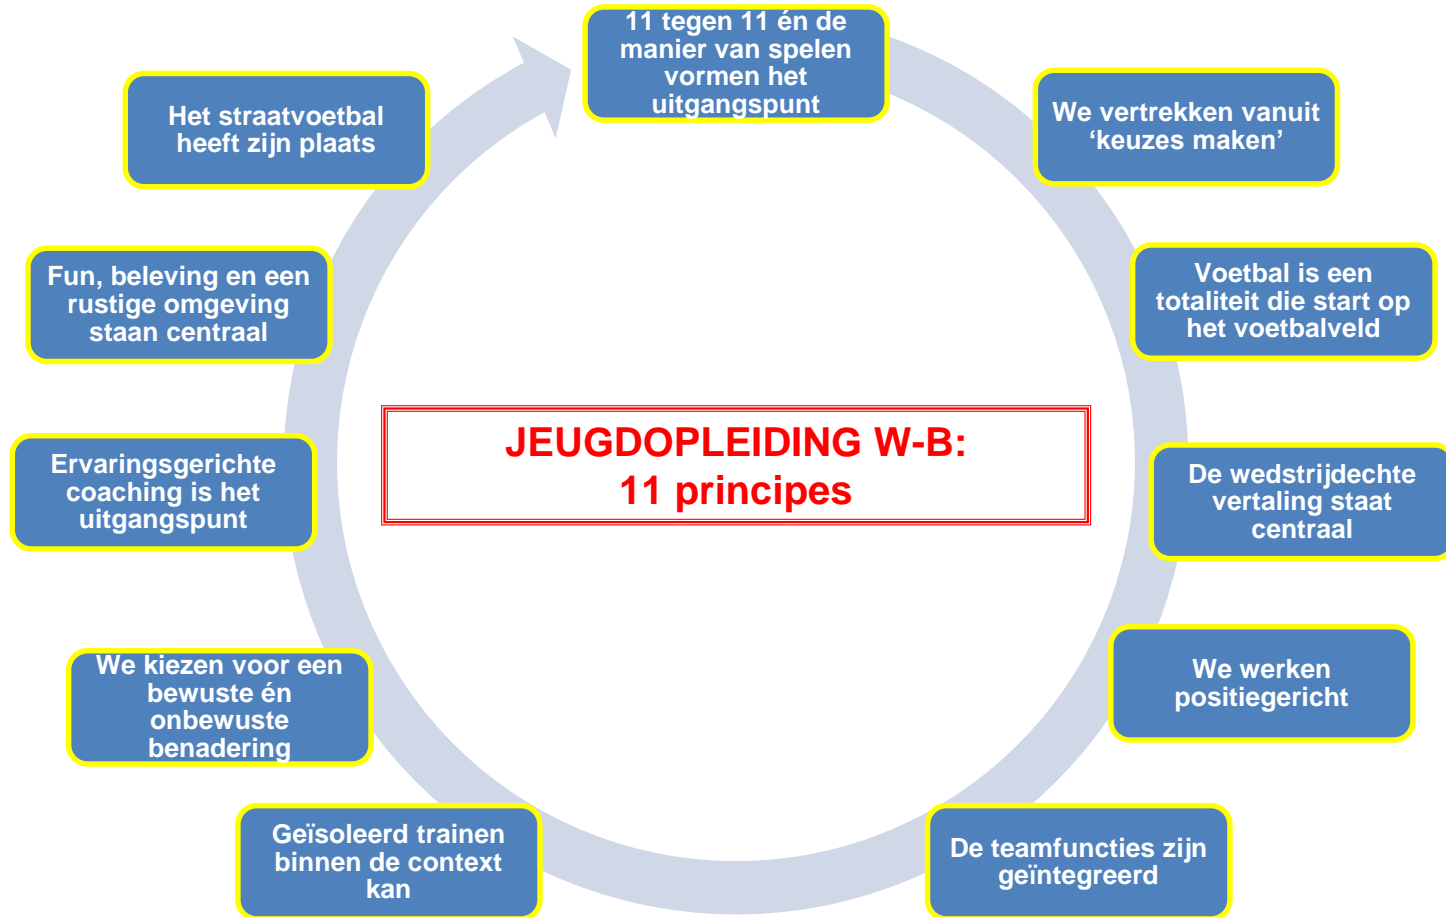 11 tegen 11 én de
manier van spelen
vormen het
uitgangspunt
We vertrekken vanuit
‘keuzes maken’
Voetbal is een
totaliteit die start op
het voetbalveld
De wedstrijdechte
vertaling staat
centraal
We werken
positiegericht
De teamfuncties zijn
geïntegreerd
Geïsoleerd trainen
binnen de context
kan
We kiezen voor een
bewuste én
onbewuste
benadering
Ervaringsgerichte
coaching is het
uitgangspunt
Fun, beleving en een
rustige omgeving
staan centraal
Het straatvoetbal
heeft zijn plaats
JEUGDOPLEIDING W-B:
11 principes